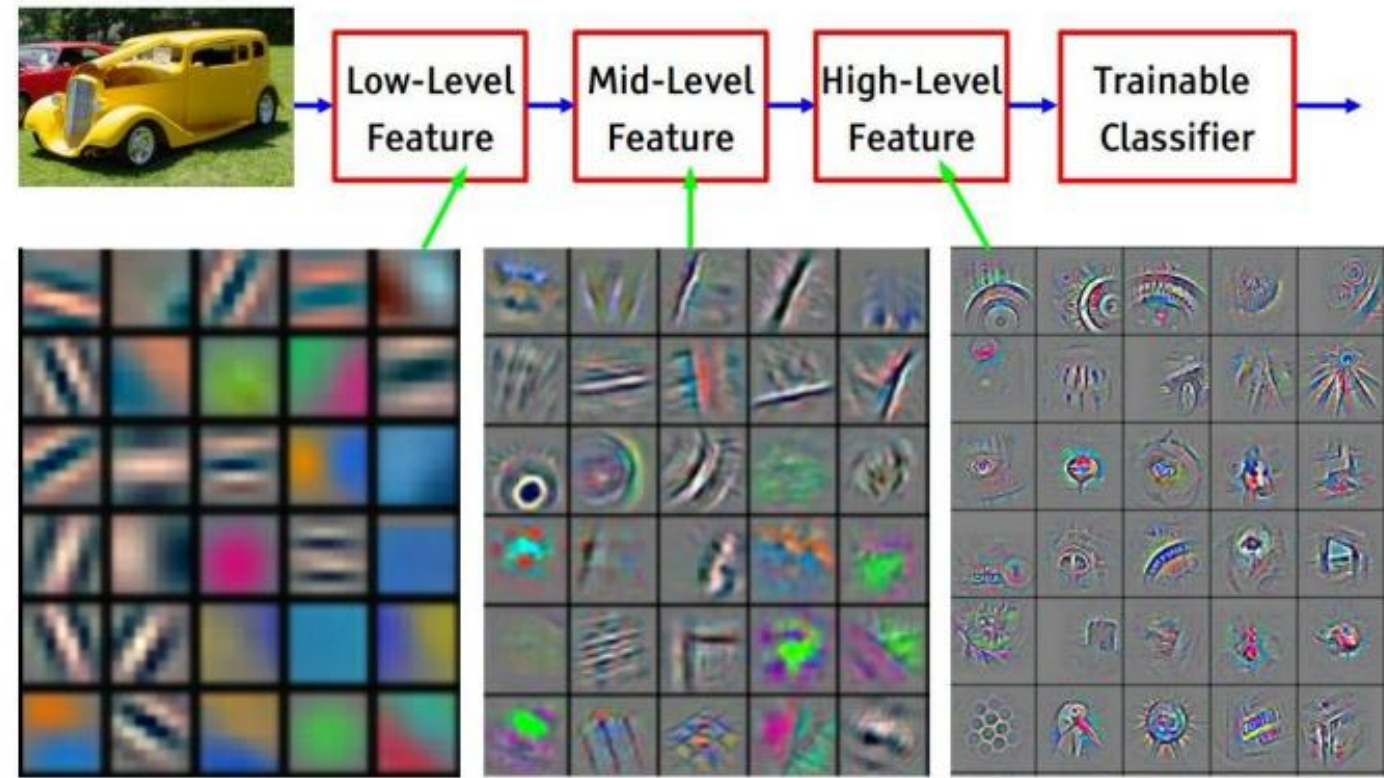 Low-Level
Feature
Mid-Level
Feature
High-Level
Feature
Trainable
Classifier